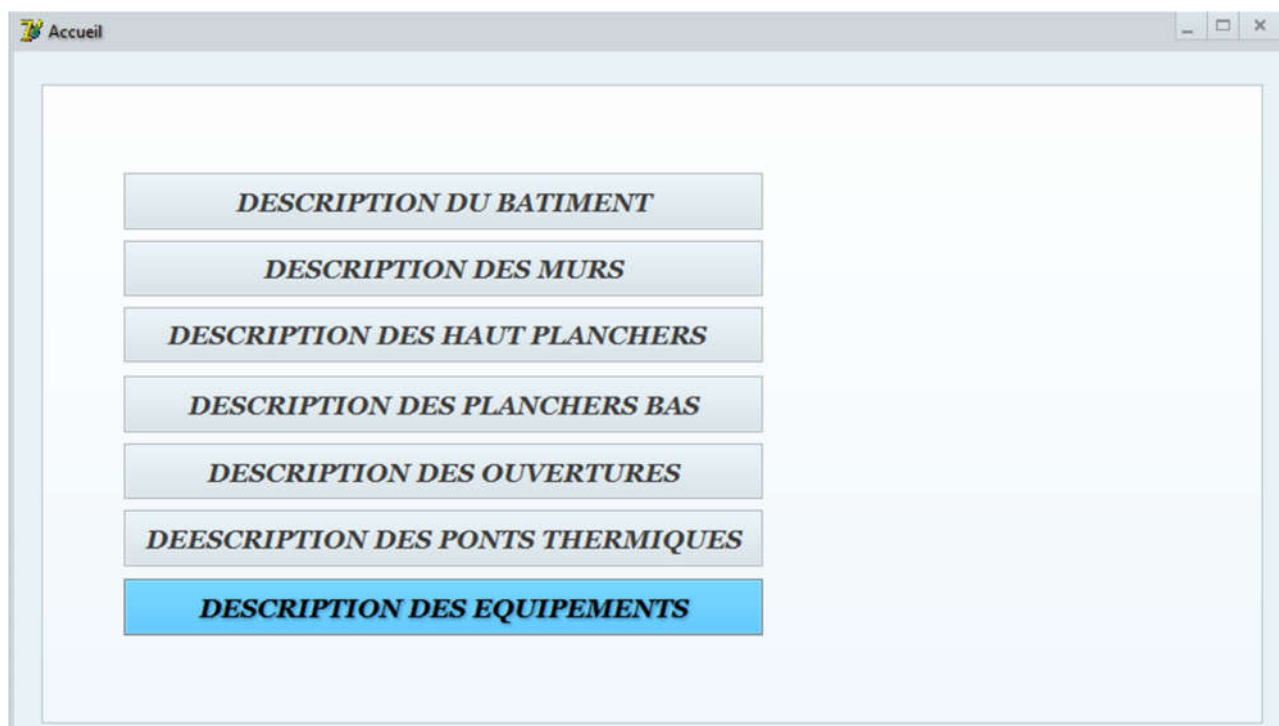 Accueil
DESCRIPTION DU BATIMENT
DESCRIPTION DES MURS
DESCRIPTION DES HAUT PLANCHERS
DESCRIPTION DES PLANCHERS BAS
DESCRIPTION DES OUVERTURES
DEESCRIPTION DES PONTS THERMIQUES
DESCRIPTION DES EQUIPEMENTS